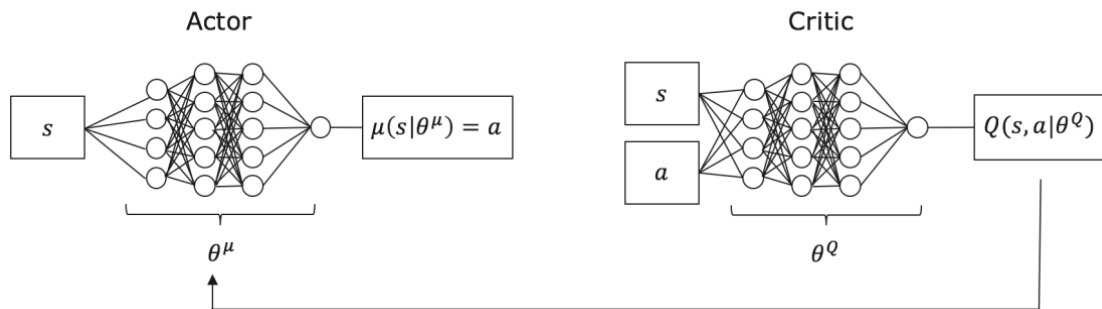 Actor
s
μ(s|θ^μ) = a
θ^μ
Critic
s
a
Q(s, a|θ^Q)
θ^Q